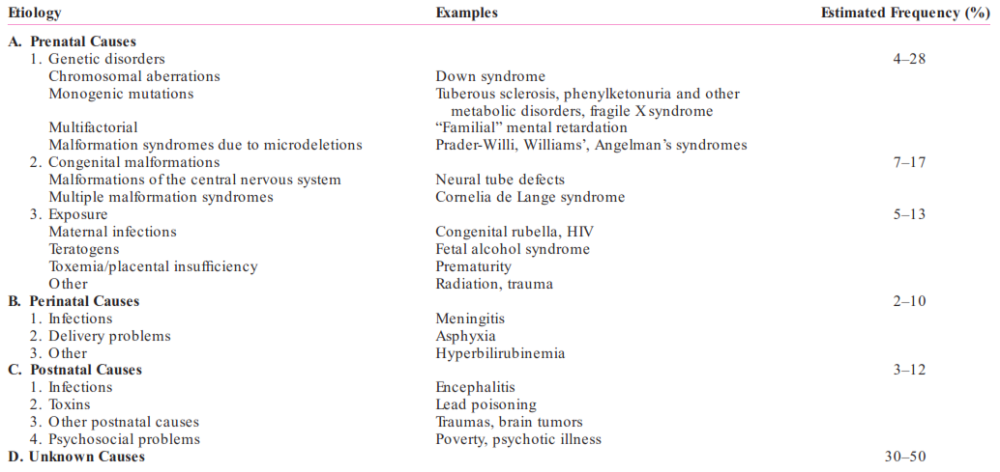 Etiology Examples Estimated Frequency (%)
A. Prenatal Causes
1. Genetic disorders 4–28
Chromosomal aberrations Down syndrome
Monogenic mutations Tuberous sclerosis, phenylketonuria and other
metabolic disorders, fragile X syndrome
Multifactorial “Familial” mental retardation
Malformation syndromes due to microdeletions Prader-Willi, Williams’, Angelman’s syndromes
2. Congenital malformations 7–17
Malformations of the central nervous system Neural tube defects
Multiple malformation syndromes Cornelia de Lange syndrome
3. Exposure 5–13
Maternal infections Congenital rubella, HIV
Teratogens Fetal alcohol syndrome
Toxemia/placental insufficiency Prematurity
Other Radiation, trauma
B. Perinatal Causes 2–10
1. Infections Meningitis
2. Delivery problems Asphyxia
3. Other Hyperbilirubinemia
C. Postnatal Causes 3–12
1. Infections Encephalitis
2. Toxins Lead poisoning
3. Other postnatal causes Traumas, brain tumors
4. Psychosocial problems Poverty, psychotic illness
D. Unknown Causes 30–50